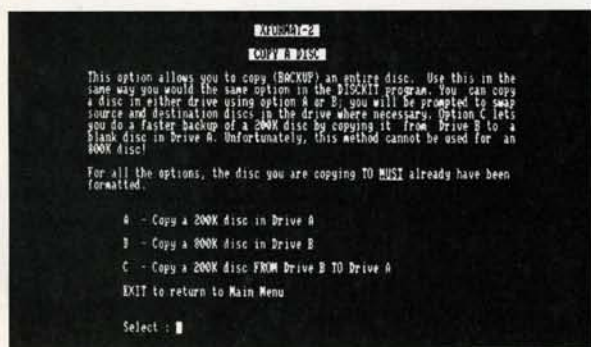 XFORMAT-2
COPY A DISC
This option allows you to copy (BACKUP) an entire disc. Use this in the
same way you would the same option in the DISCKIT program. You can copy
a disc in either drive using option A or B; you will be prompted to swap
source and destination discs in the drive where necessary. Option C lets
you do a faster backup of a 200K disc by copying it from Drive B to a
blank disc in Drive A. Unfortunately, this method cannot be used for an
800K disc!
For all the options, the disc you are copying TO MUST already have been
formatted.
A - Copy a 200K disc in Drive A
B - Copy a 800K disc in Drive B
C - Copy a 200K disc FROM Drive B TO Drive A
EXIT to return to Main Menu
Select :